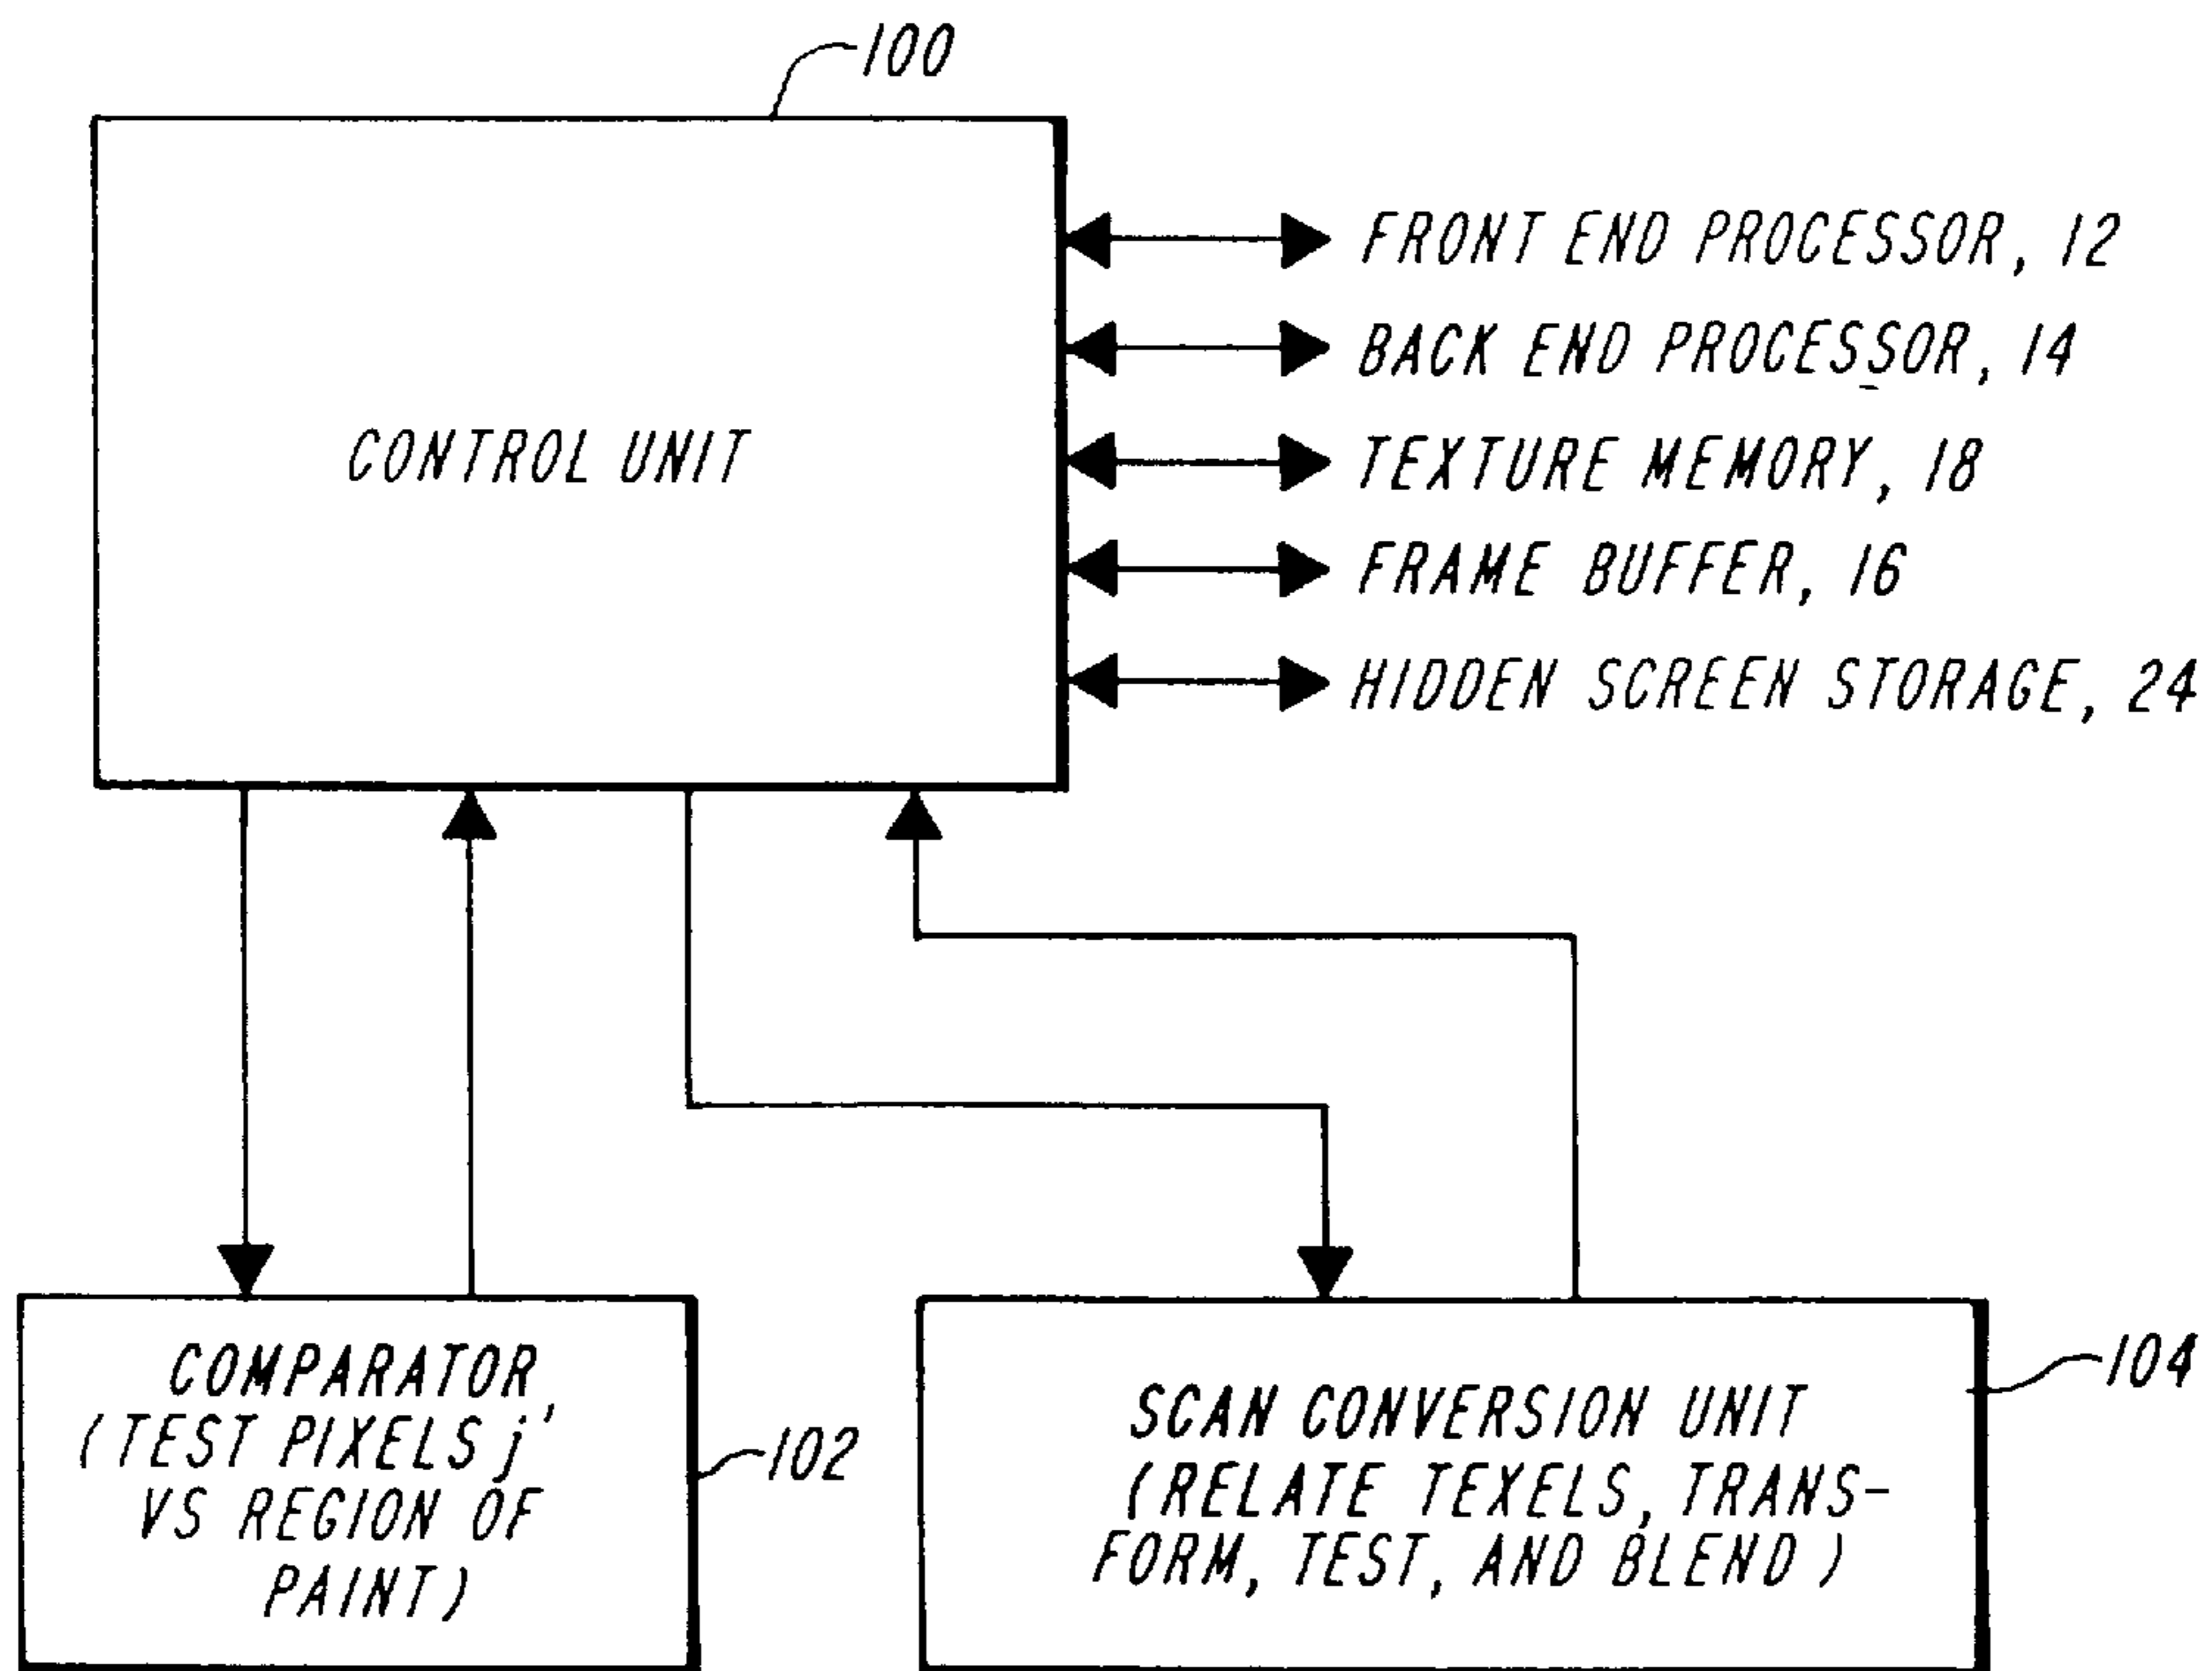 100
CONTROL UNIT
FRONT END PROCESSOR, 12
BACK END PROCESSOR, 14
TEXTURE MEMORY, 18
FRAME BUFFER, 16
HIDDEN SCREEN STORAGE, 24
COMPARATOR
(TEST PIXELS j'
VS REGION OF
PAINT)
102
SCAN CONVERSION UNIT
(RELATE TEXELS, TRANS-
FORM, TEST, AND BLEND)
104